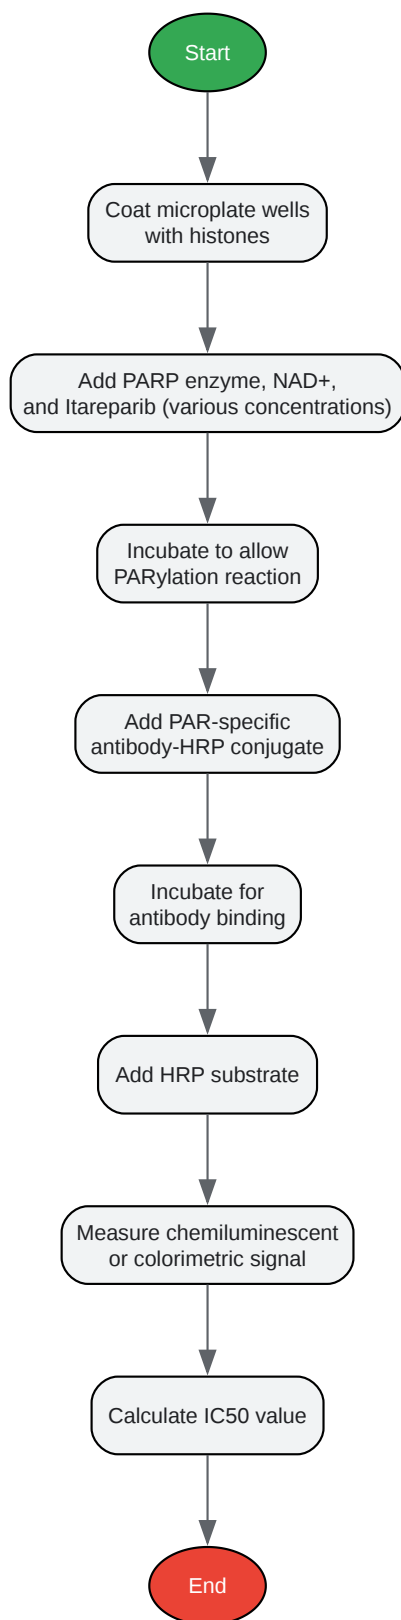 Start
Coat microplate wells
with histones
Add PARP enzyme, NAD+,
and Itareparib (various concentrations)
Incubate to allow
PARylation reaction
Add PAR-specific
antibody-HRP conjugate
Incubate for
antibody binding
Add HRP substrate
Measure chemiluminescent
or colorimetric signal
Calculate IC50 value
End